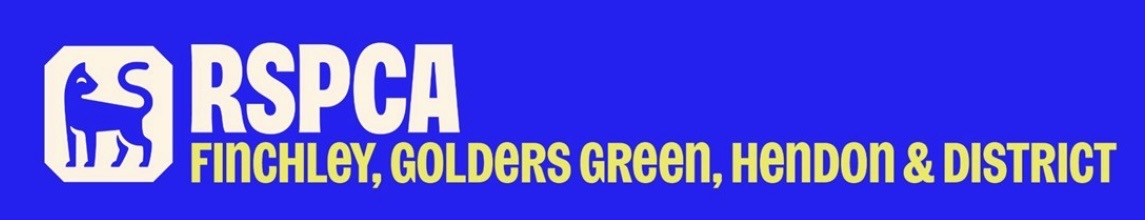 RSPCA
FINCHLEY, GOLDERS GREEN, HENDON & DISTRICT